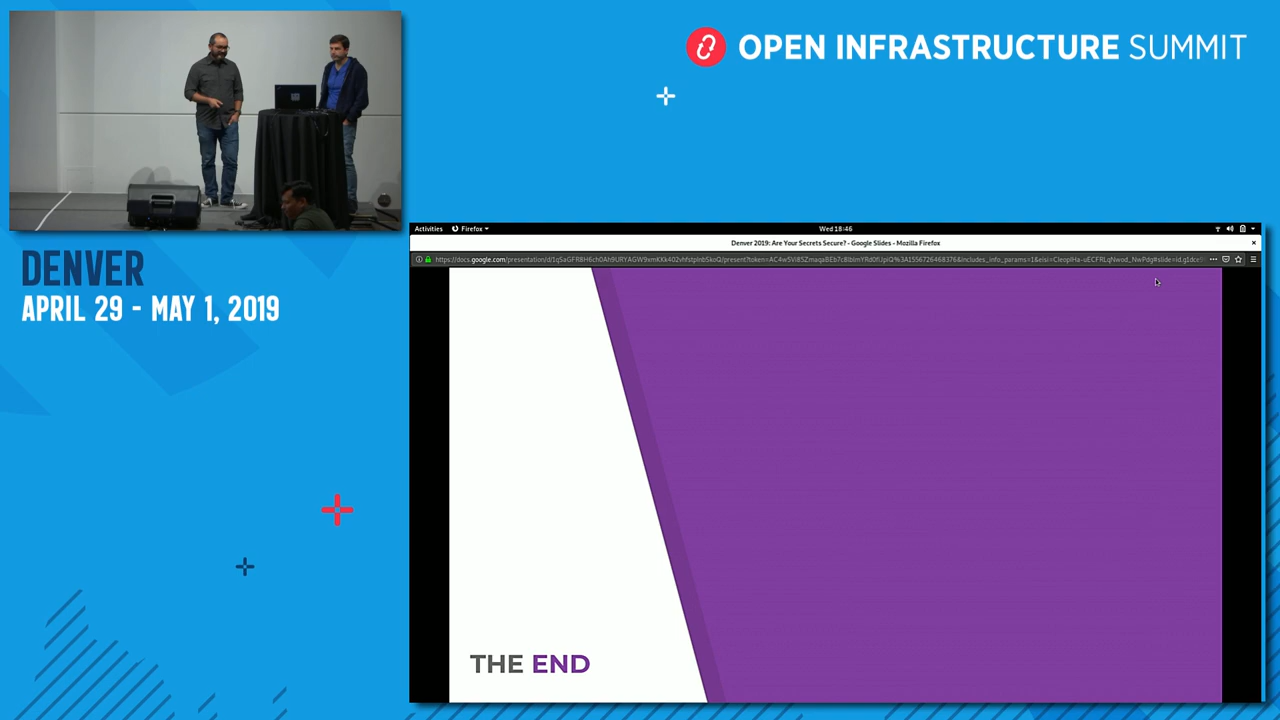 OPEN INFRASTRUCTURE SUMMIT
DENVER
APRIL 29 - MAY 1, 2019
Activities
Firefox
Wed 18:46
Denver 2019: Are Your Secrets Secure? - Google Slides - Mozilla Firefox
THE END